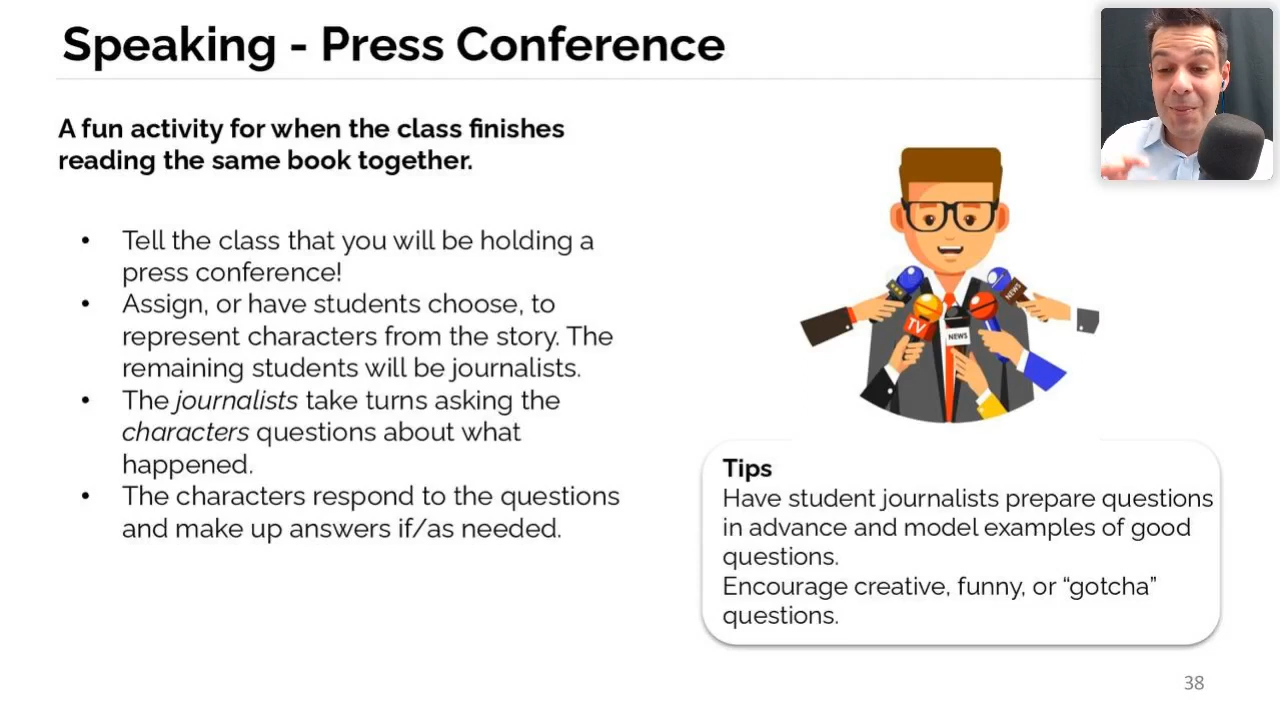 Speaking - Press Conference
A fun activity for when the class finishes
reading the same book together.
• Tell the class that you will be holding a
press conference!
• Assign, or have students choose, to
represent characters from the story. The
remaining students will be journalists.
• The journalists take turns asking the
characters questions about what
happened.
• The characters respond to the questions
and make up answers if/as needed.
TV
NEWS
NEWS
Tips
Have student journalists prepare questions
in advance and model examples of good
questions.
Encourage creative, funny, or “gotcha”
questions.
38